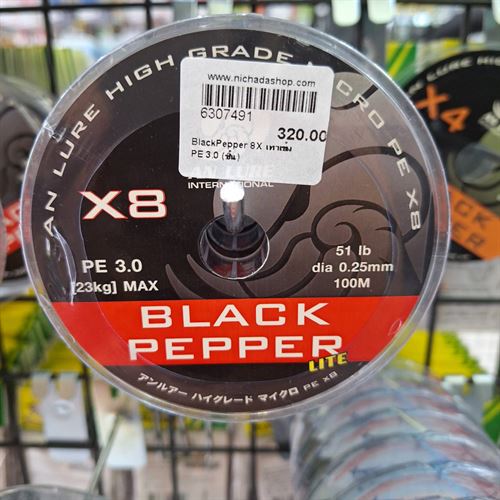 AN LURE HIGH GRADE MICRO PE X8
www.nichadashop.com
6307491
320.00
BlackPepper 8X เทาเข้ม
PE 3.0 (ชิ้น)
AN LURE
INTERNATIONAL
X8
PE 3.0
[23kg] MAX
51 lb
dia 0.25mm
100M
BLACK
PEPPER
LITE
アンルアー ハイグレード マイクロ PE x8
X4